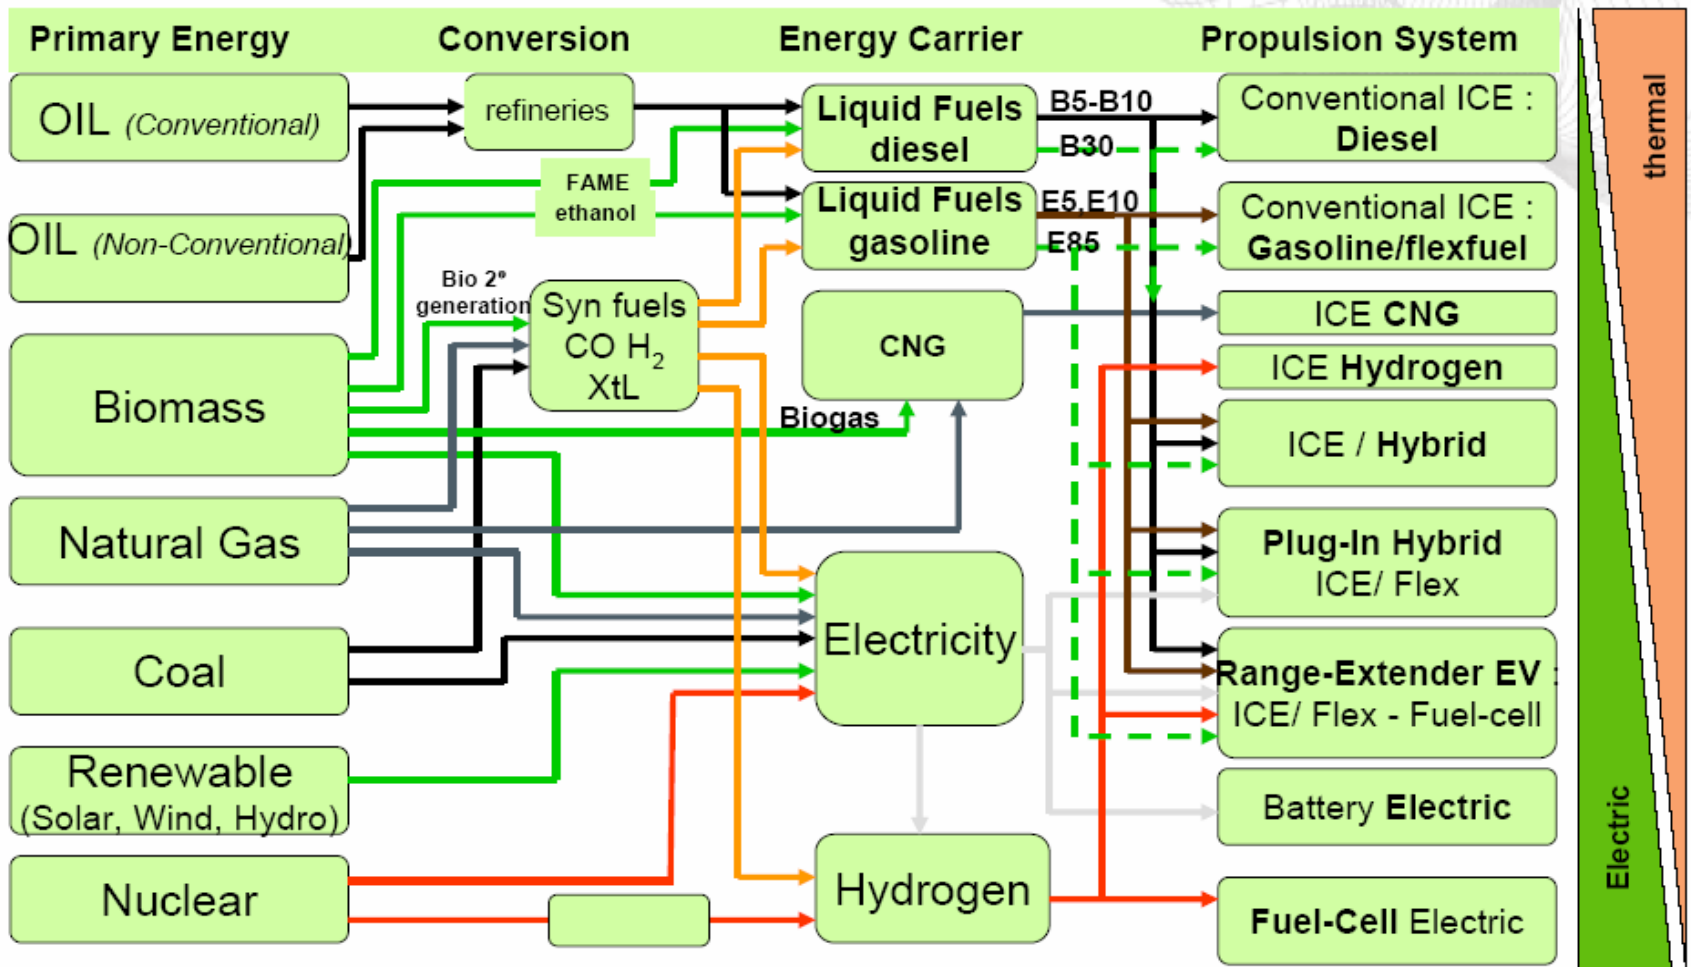 Primary Energy
Conversion
Energy Carrier
Propulsion System
OIL (Conventional)
refineries
Liquid Fuels
diesel
B5-B10
B30
Conventional ICE :
Diesel
thermal
FAME
ethanol
OIL (Non-Conventional)
Liquid Fuels
gasoline
E5,E10
E85
Conventional ICE :
Gasoline/flexfuel
Bio 2°
generation
Syn fuels
CO H2
XtL
CNG
ICE CNG
ICE Hydrogen
Biomass
Biogas
ICE / Hybrid
Natural Gas
Plug-In Hybrid
ICE/ Flex
Coal
Electricity
Range-Extender EV :
ICE/ Flex - Fuel-cell
Renewable
(Solar, Wind, Hydro)
Battery Electric
Electric
Nuclear
Hydrogen
Fuel-Cell Electric